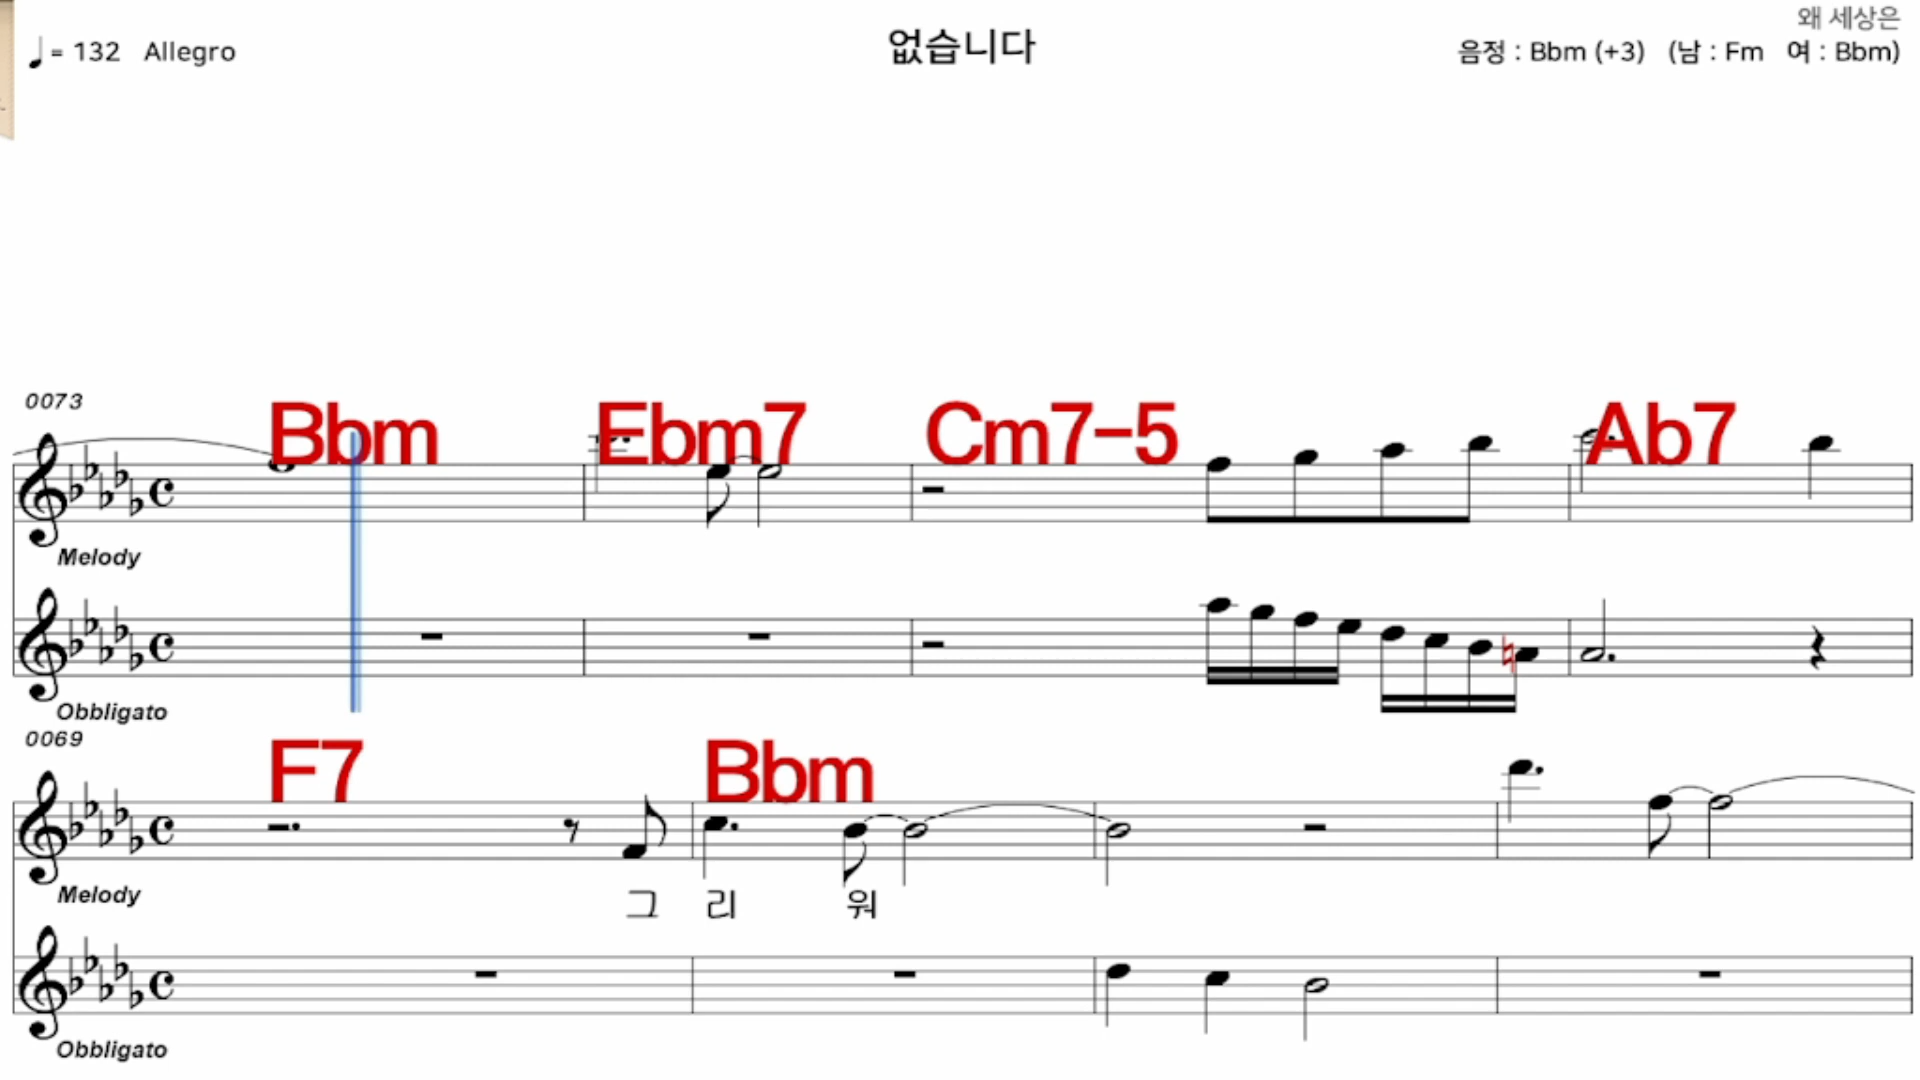 왜 세상은
= 132 Allegro
없습니다
음정 : Bbm (+3) (남 : Fm 여 : Bbm)
0073
Bbm Ebm7 Cm7-5 Ab7
Melody
Obbligato
0069
F7 Bbm
Melody
그 리 워
Obbligato